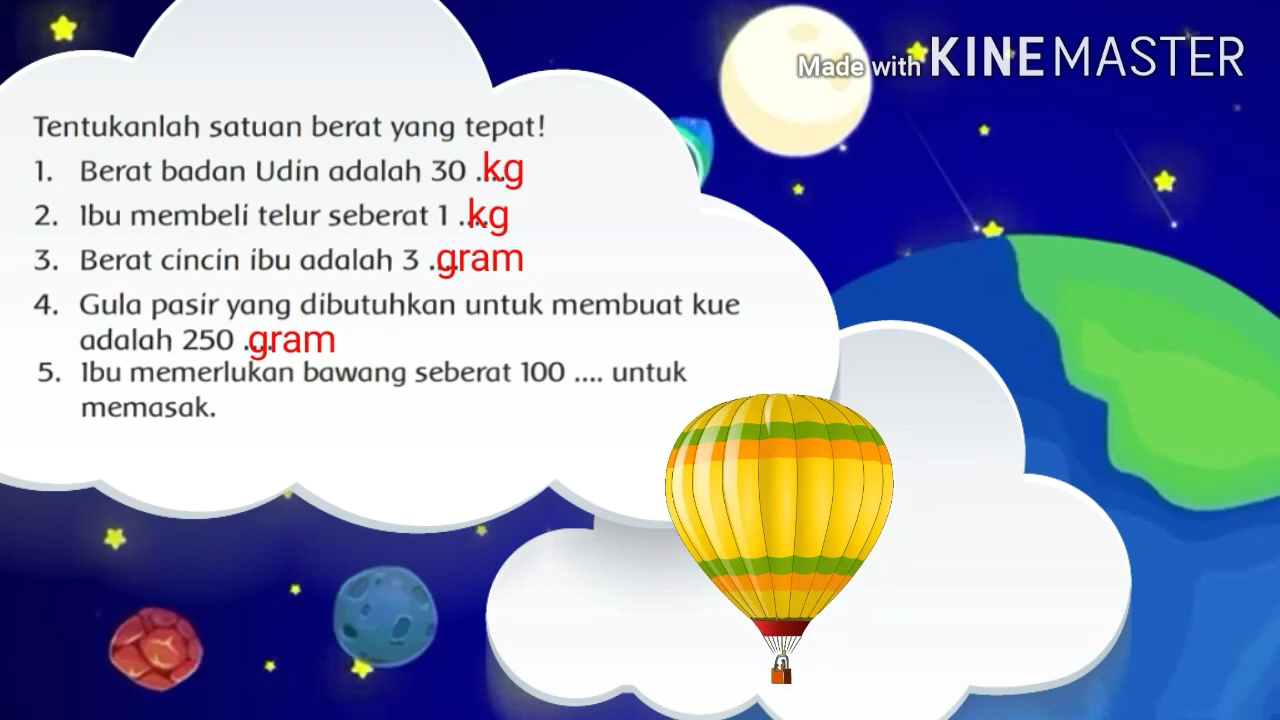 Made with KINEMASTER
Tentukanlah satuan berat yang tepat!
1. Berat badan Udin adalah 30 .... kg
2. Ibu membeli telur seberat 1 .... kg
3. Berat cincin ibu adalah 3 .... gram
4. Gula pasir yang dibutuhkan untuk membuat kue
adalah 250 .... gram
5. Ibu memerlukan bawang seberat 100 .... untuk
memasak.